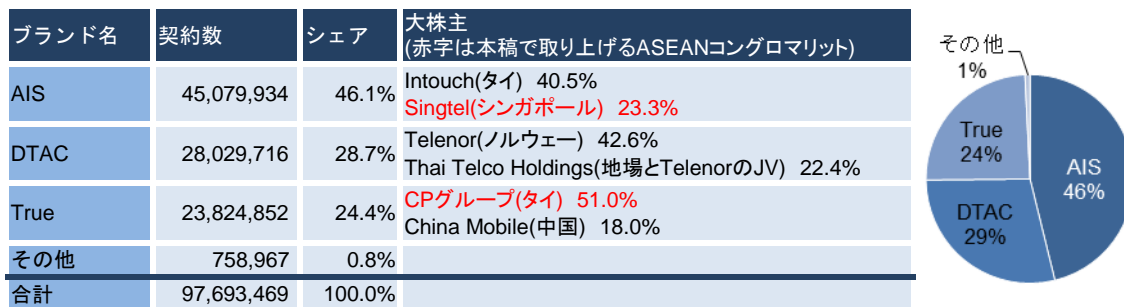 ブランド名 契約数 シェア 大株主
(赤字は本稿で取り上げるASEANコングロマリット)
AIS 45,079,934 46.1% Intouch(タイ) 40.5%
Singtel(シンガポール) 23.3%
DTAC 28,029,716 28.7% Telenor(ノルウェー) 42.6%
Thai Telco Holdings(地場とTelenorのJV) 22.4%
True 23,824,852 24.4% CPグループ(タイ) 51.0%
China Mobile(中国) 18.0%
その他 758,967 0.8%
合計 97,693,469 100.0%
その他
1%
True
24%
AIS
46%
DTAC
29%